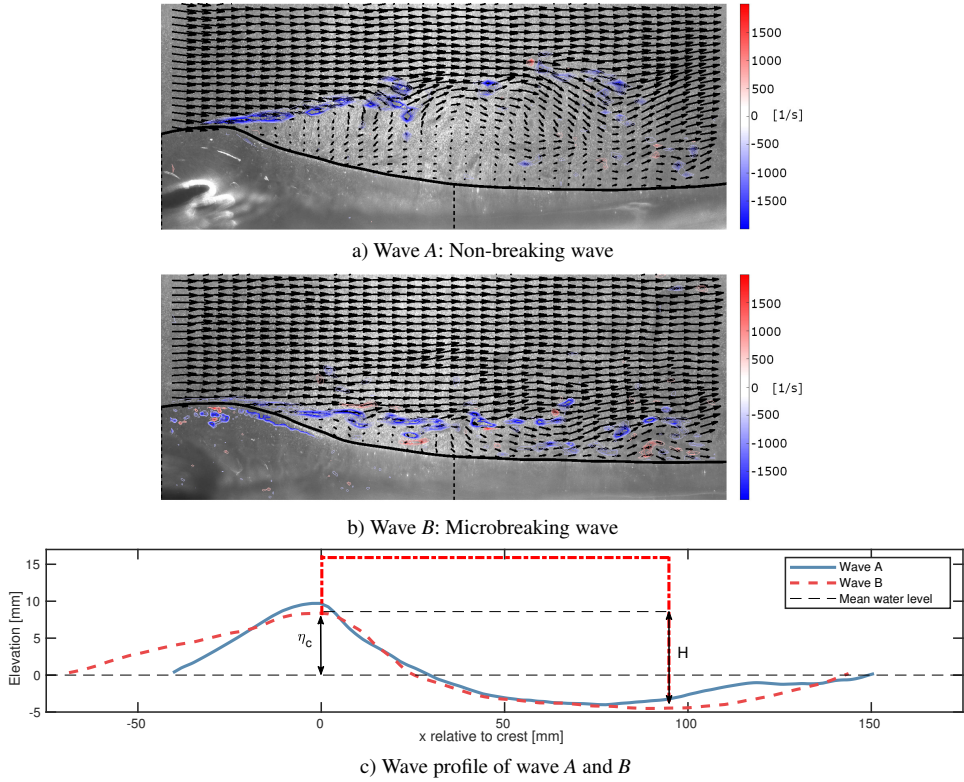 1500
1000
500
0 [1/s]
-500
-1000
-1500
a) Wave A: Non-breaking wave
1500
1000
500
0 [1/s]
-500
-1000
-1500
b) Wave B: Microbreaking wave
15
10
5
0
-5
Elevation [mm]
ηc
H
Wave A
Wave B
Mean water level
-50 0 50 100 150
x relative to crest [mm]
c) Wave profile of wave A and B